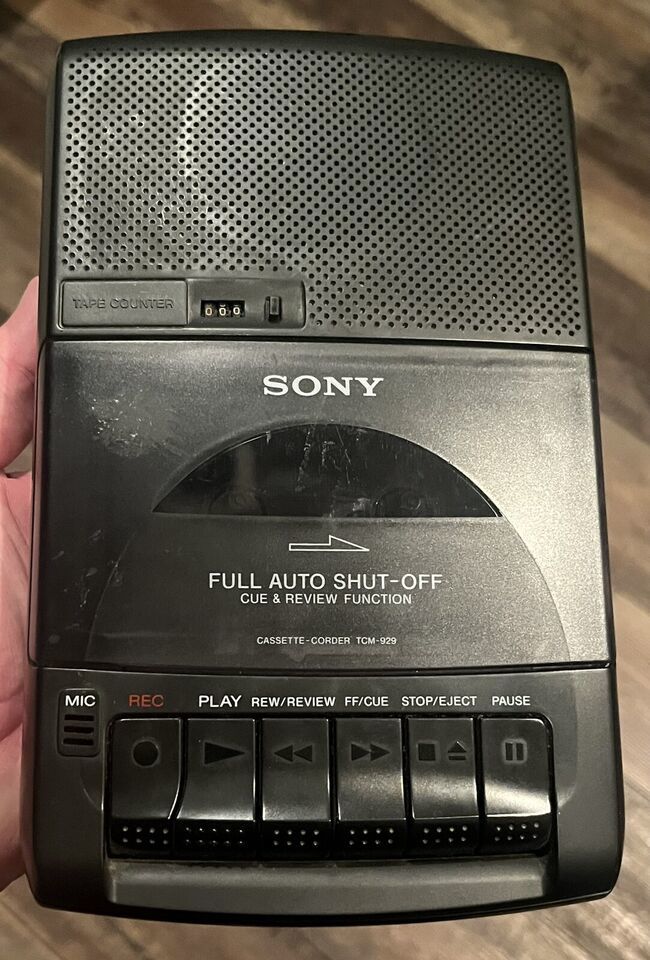 TAPE COUNTER
000
SONY
FULL AUTO SHUT-OFF
CUE & REVIEW FUNCTION
CASSETTE-CORDER TCM-929
MIC REC PLAY REW/REVIEW FF/CUE STOP/EJECT PAUSE